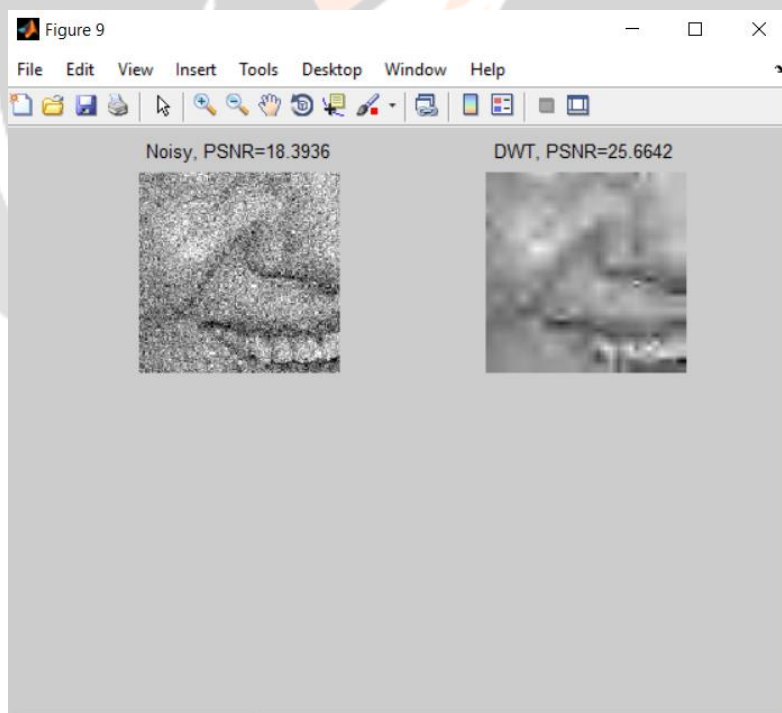 Figure 9
File Edit View Insert Tools Desktop Window Help
Noisy, PSNR=18.3936 DWT, PSNR=25.6642